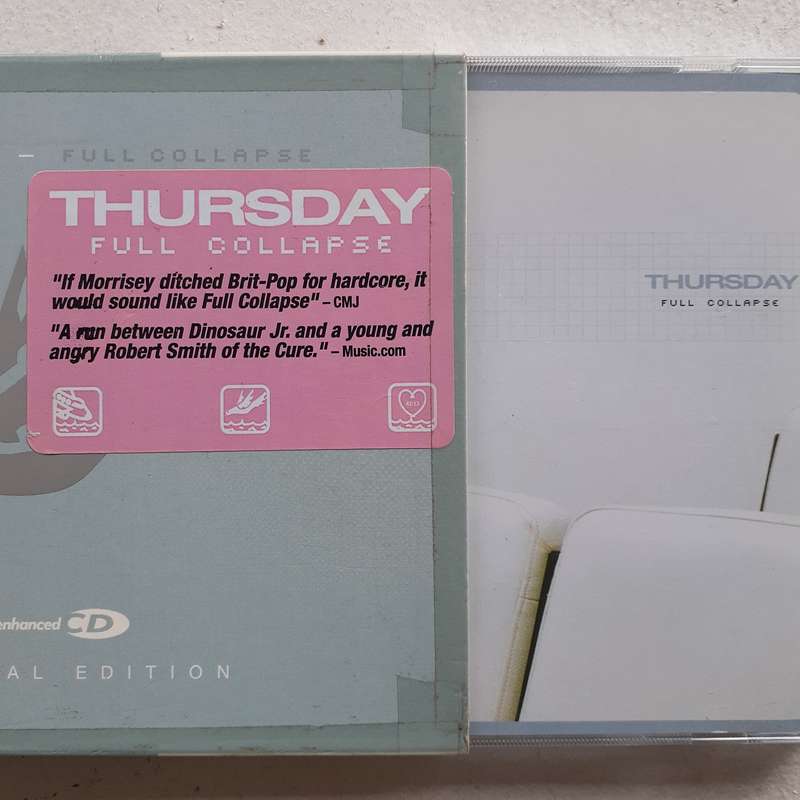 FULL COLLAPSE
THURSDAY
FULL COLLAPSE
"If Morrisey ditched Brit-Pop for hardcore, it
would sound like Full Collapse" – CMJ
"A run between Dinosaur Jr. and a young and
angry Robert Smith of the Cure." – Music.com
enhanced CD
AL EDITION
THURSDAY
FULL COLLAPSE